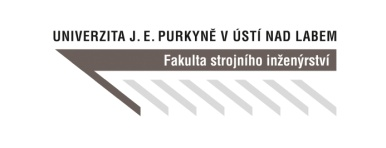 UNIVERZITA J. E. PURKYNĚ V ÚSTÍ NAD LABEM
Fakulta strojního inženýrství